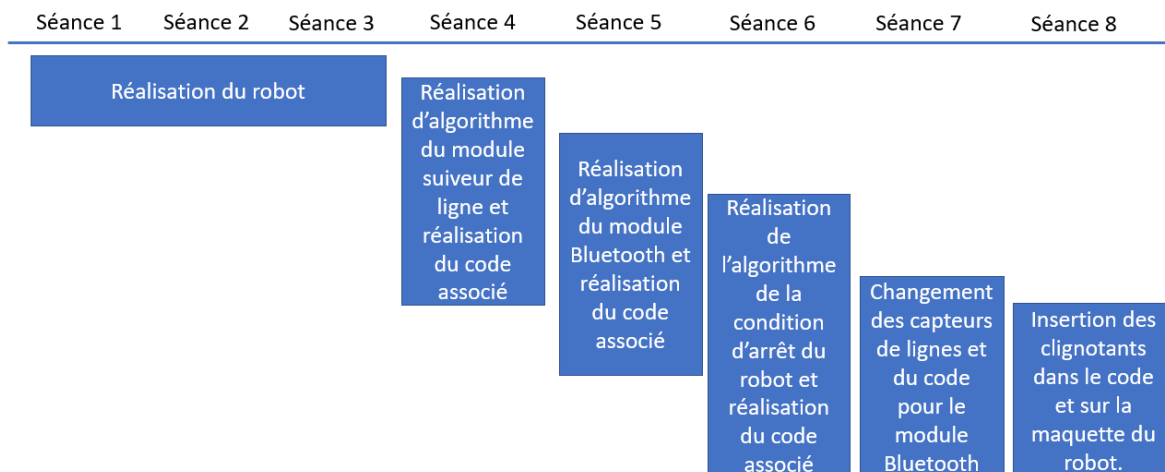 Séance 1
Séance 2
Séance 3
Séance 4
Séance 5
Séance 6
Séance 7
Séance 8
Réalisation du robot
Réalisation
d'algorithme
du module
suiveur de
ligne et
réalisation
du code
associé
Réalisation
d'algorithme
du module
Bluetooth et
réalisation
du code
associé
Réalisation
de
l'algorithme
de la
condition
d'arrêt du
robot et
réalisation
du code
associé
Changement
des capteurs
de lignes et
du code
pour le
module
Bluetooth
Insertion des
clignotants
dans le code
et sur la
maquette du
robot.